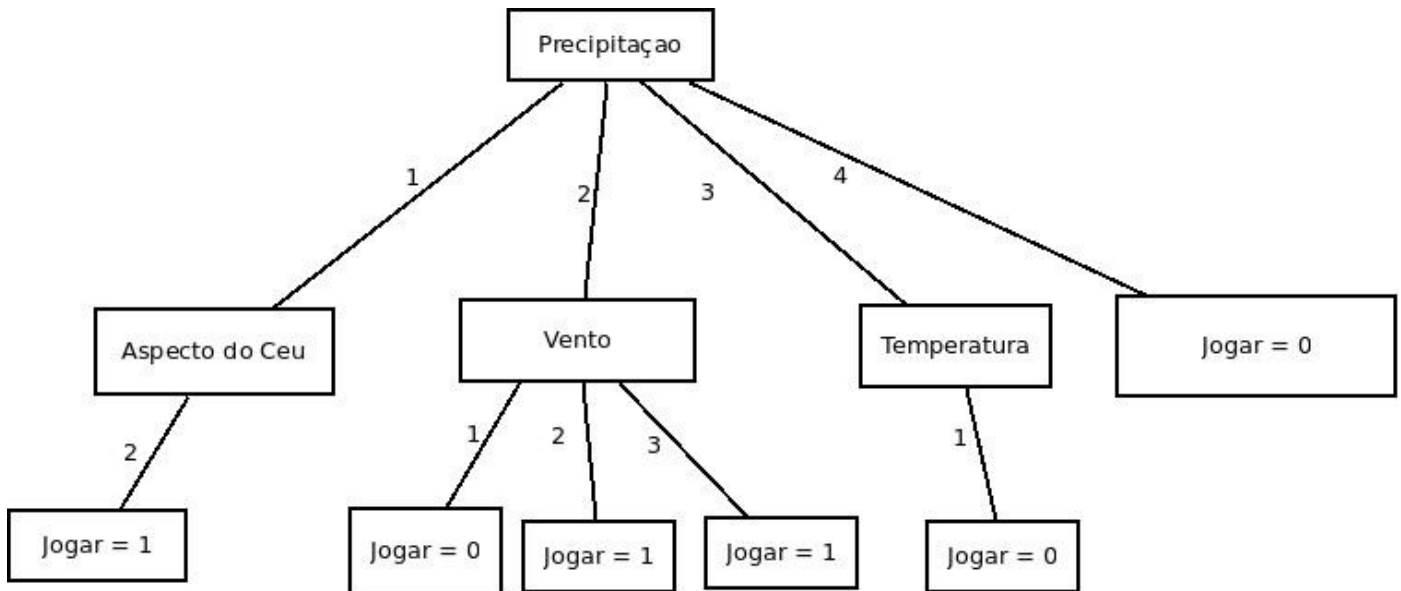 Precipitaçao
1
2
3
4
Aspecto do Ceu
Vento
Temperatura
Jogar = 0
2
1
2
3
1
Jogar = 1
Jogar = 0
Jogar = 1
Jogar = 1
Jogar = 0